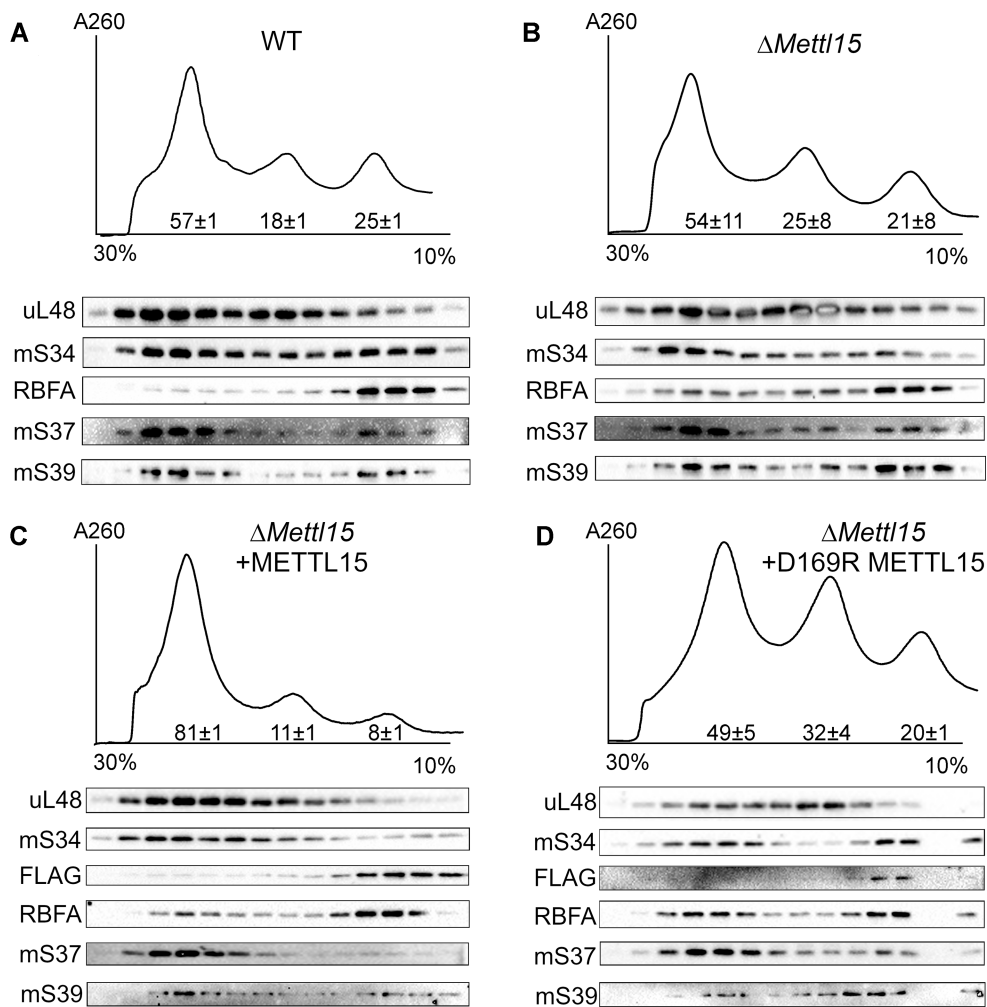 A
A260
WT
57±1
18±1
25±1
30%
10%
uL48
mS34
RBFA
mS37
mS39
B
A260
ΔMettl15
54±11
25±8
21±8
30%
10%
uL48
mS34
RBFA
mS37
mS39
C
A260
ΔMettl15
+METTL15
81±1
11±1
8±1
30%
10%
uL48
mS34
FLAG
RBFA
mS37
mS39
D
A260
ΔMettl15
+D169R METTL15
49±5
32±4
20±1
30%
10%
uL48
mS34
FLAG
RBFA
mS37
mS39